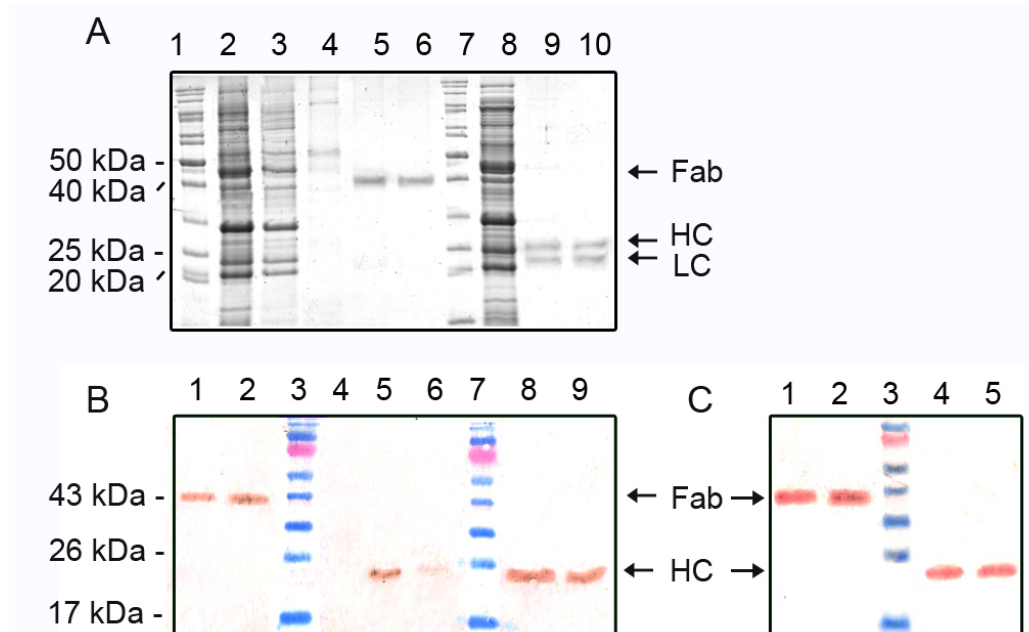 A
1 2 3 4 5 6 7 8 9 10
50 kDa -
40 kDa
25 kDa -
20 kDa
← Fab
← HC
← LC
B
1 2 3 4 5 6 7 8 9
43 kDa -
26 kDa -
17 kDa -
C
1 2 3 4 5
← Fab →
← HC →